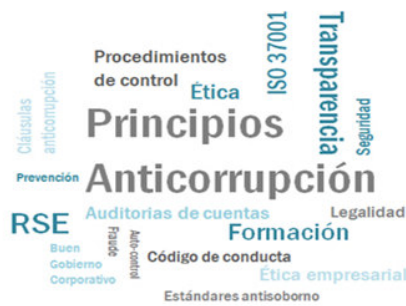 Procedimientos
de control
Ética
ISO 37001
Transparencia
Seguridad
Cláusulas
anticorrupción
Principios
Prevención
Anticorrupción
RSE
Auditorias de cuentas
Legalidad
Formación
Fraude
Auto-control
Buen
Gobierno
Corporativo
Código de conducta
Ética empresarial
Estándares antisoborno